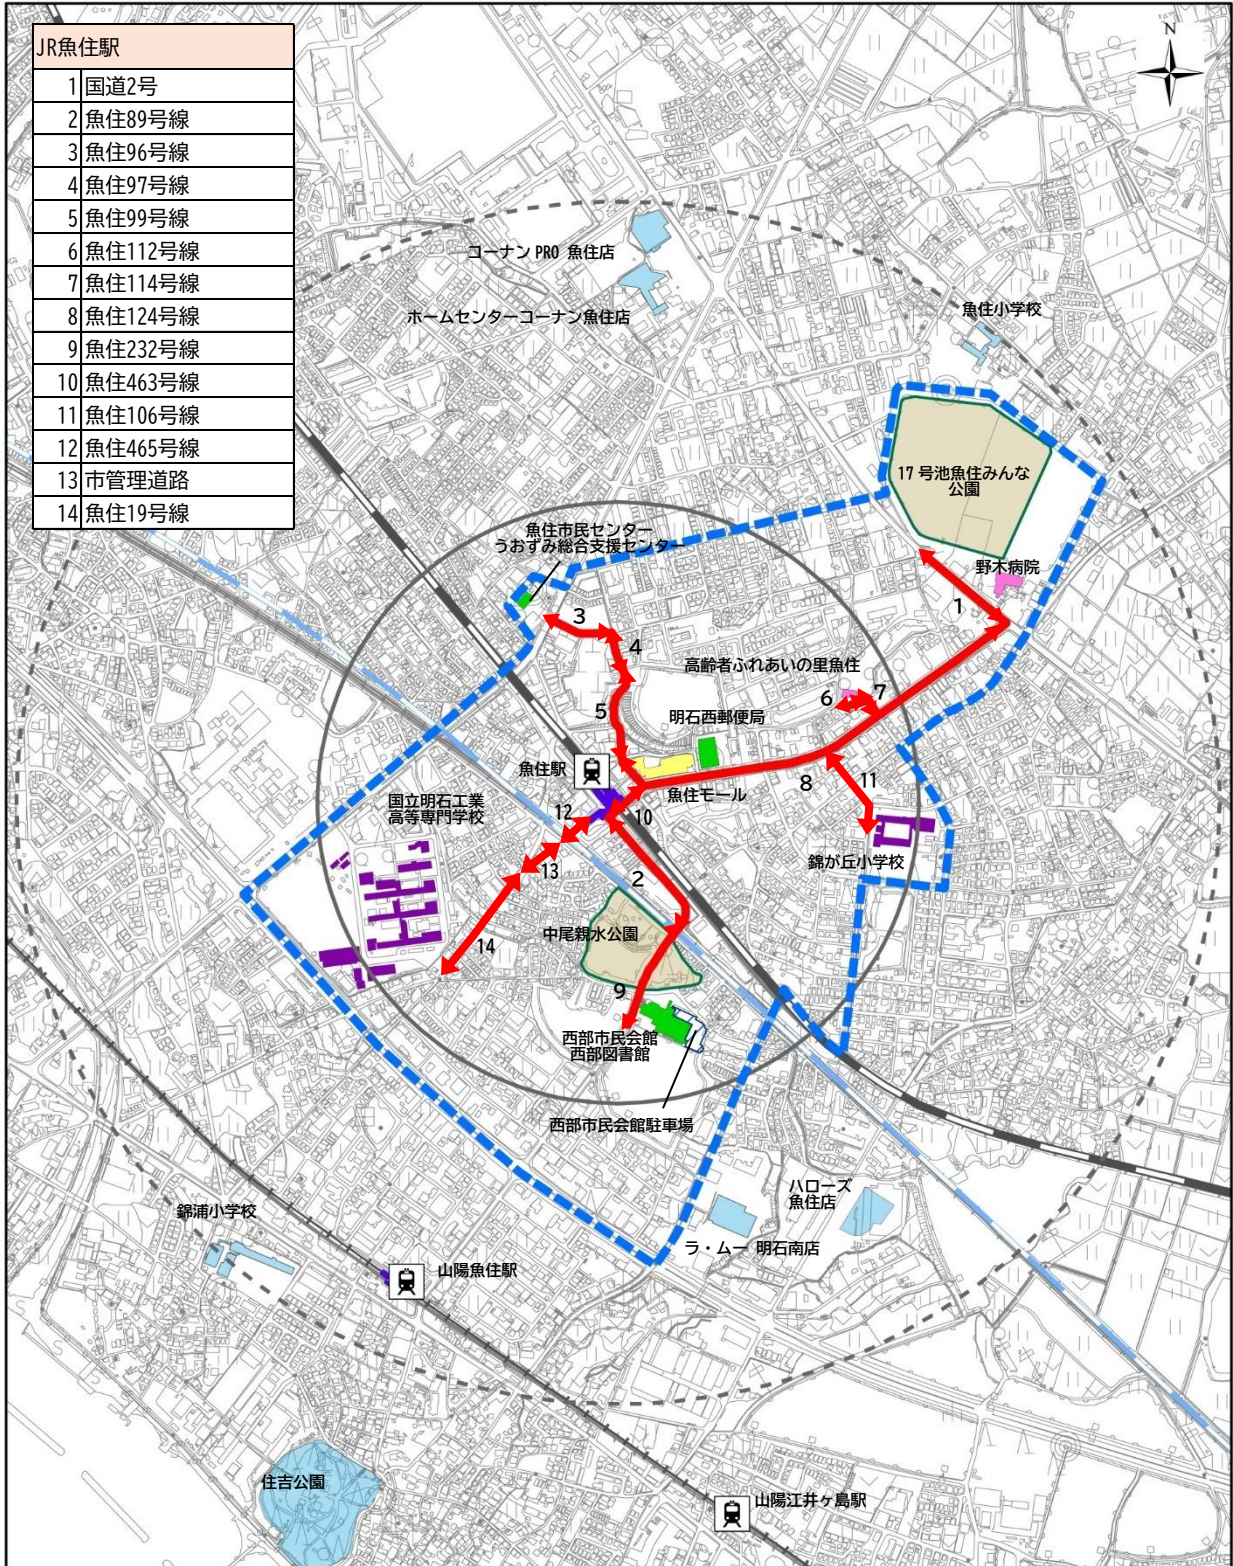 JR魚住駅
1 国道2号
2 魚住89号線
3 魚住96号線
4 魚住97号線
5 魚住99号線
6 魚住112号線
7 魚住114号線
8 魚住124号線
9 魚住232号線
10 魚住463号線
11 魚住106号線
12 魚住465号線
13 市管理道路
14 魚住19号線
N
コーナン PRO 魚住店
ホームセンターコーナン魚住店
魚住小学校
17 号池魚住みんな
公園
魚住市民センター
うおずみ総合支援センター
野木病院
1
3
4
高齢者ふれあいの里魚住
6
7
5
明石西郵便局
魚住駅
魚住モール
8
11
国立明石工業
高等専門学校
12
10
錦が丘小学校
13
2
中尾親水公園
14
9
西部市民会館
西部図書館
西部市民会館駐車場
ハローズ
魚住店
錦浦小学校
ラ・ムー 明石南店
山陽魚住駅
住吉公園
山陽江井ヶ島駅